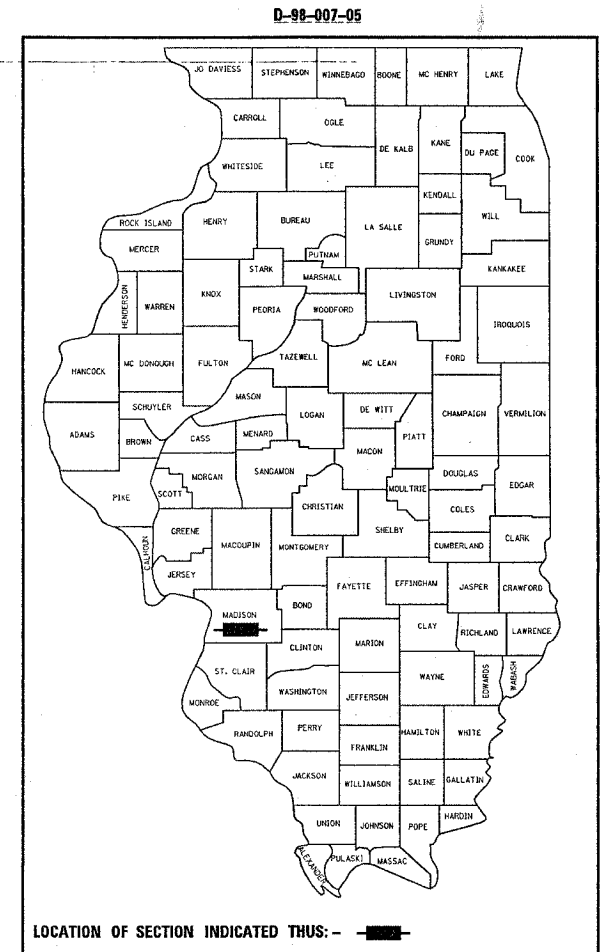 D-98-007-05
JO DAVIESS
STEPHENSON
WINNEBAGO
BOONE
MC HENRY
LAKE
CARROLL
OGLE
DE KALB
KANE
DU PAGE
COOK
WHITESIDE
LEE
KENDALL
WILL
ROCK ISLAND
HENRY
BUREAU
LA SALLE
GRUNDY
MERCER
PUTNAM
STARK
MARSHALL
KANKAKEE
HENDERSON
WARREN
KNOX
PEORIA
WOODFORD
LIVINGSTON
IROQUOIS
HANCOCK
MC DONOUGH
FULTON
TAZEWELL
MC LEAN
FORD
MASON
SCHUYLER
LOGAN
DE WITT
CHAMPAIGN
VERMILION
ADAMS
BROWN
CASS
MENARD
PIATT
MACON
MORGAN
SANGAMON
DOUGLAS
EDGAR
PIKE
SCOTT
CHRISTIAN
MOULTRIE
COLES
CALHOUN
GREENE
MACOUPIN
MONTGOMERY
SHELBY
CUMBERLAND
CLARK
JERSEY
FAYETTE
EFFINGHAM
JASPER
CRAWFORD
MADISON
BOND
CLAY
RICHLAND
LAWRENCE
CLINTON
MARION
ST. CLAIR
WAYNE
EDWARDS
WABASH
WASHINGTON
JEFFERSON
MONROE
RANDOLPH
PERRY
HAMILTON
WHITE
FRANKLIN
JACKSON
WILLIAMSON
SALINE
GALLATIN
UNION
JOHNSON
POPE
HARDIN
ALEXANDER
PULASKI
MASSAC
LOCATION OF SECTION INDICATED THUS: -